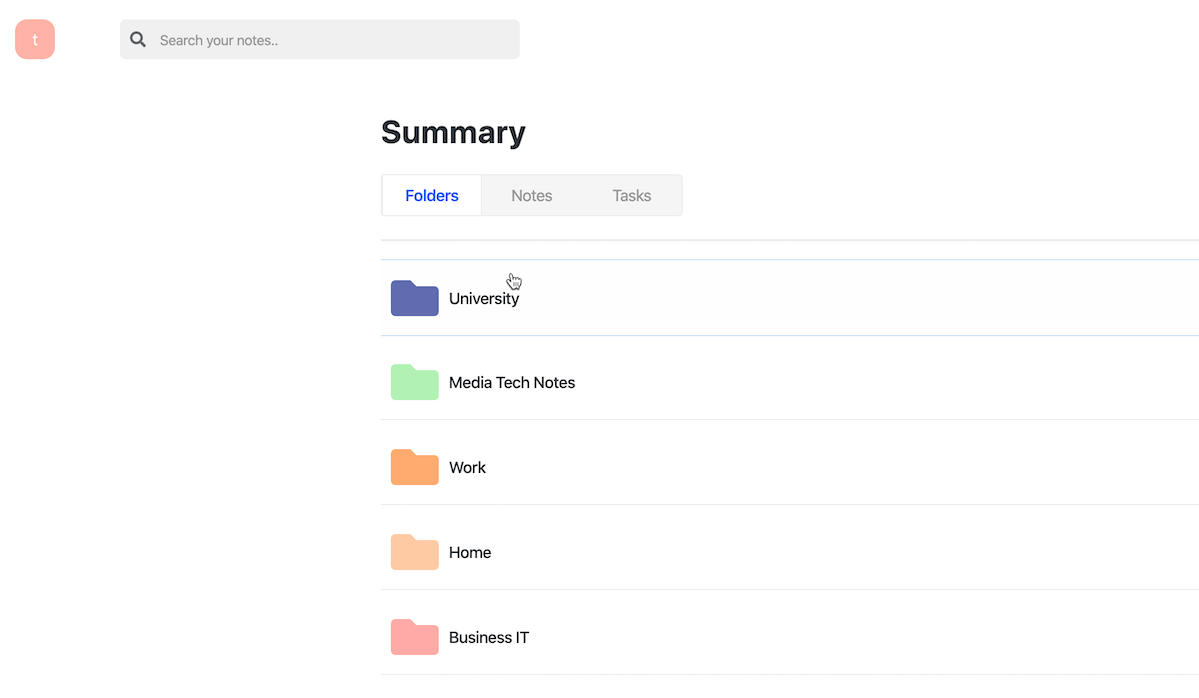 t
Search your notes..
Summary
Folders
Notes
Tasks
University
Media Tech Notes
Work
Home
Business IT